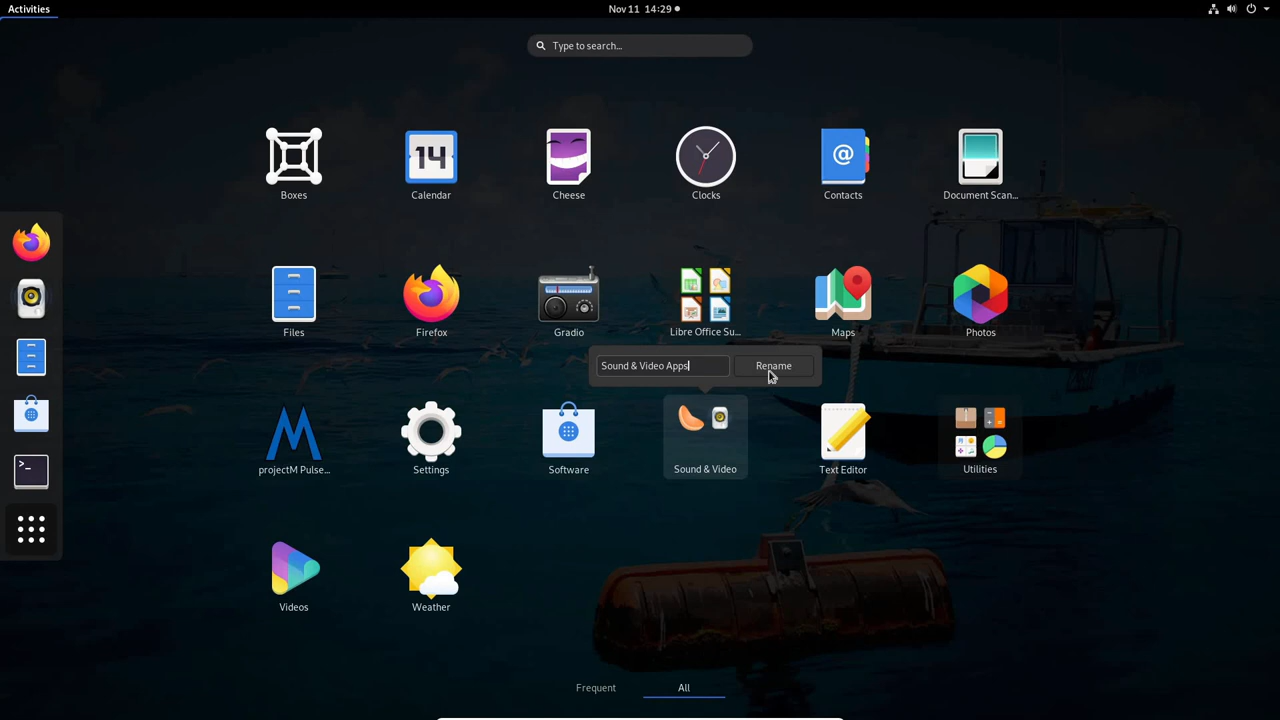 Activities
Nov 11 14:29
Type to search...
14
@
Boxes
Calendar
Cheese
Clocks
Contacts
Document Scan...
Files
Firefox
Gradio
Libre Office Su...
Maps
Photos
Sound & Video Apps
Rename
>_
projectM Pulse...
Settings
Software
Sound & Video
Text Editor
Utilities
Videos
Weather
Frequent
All